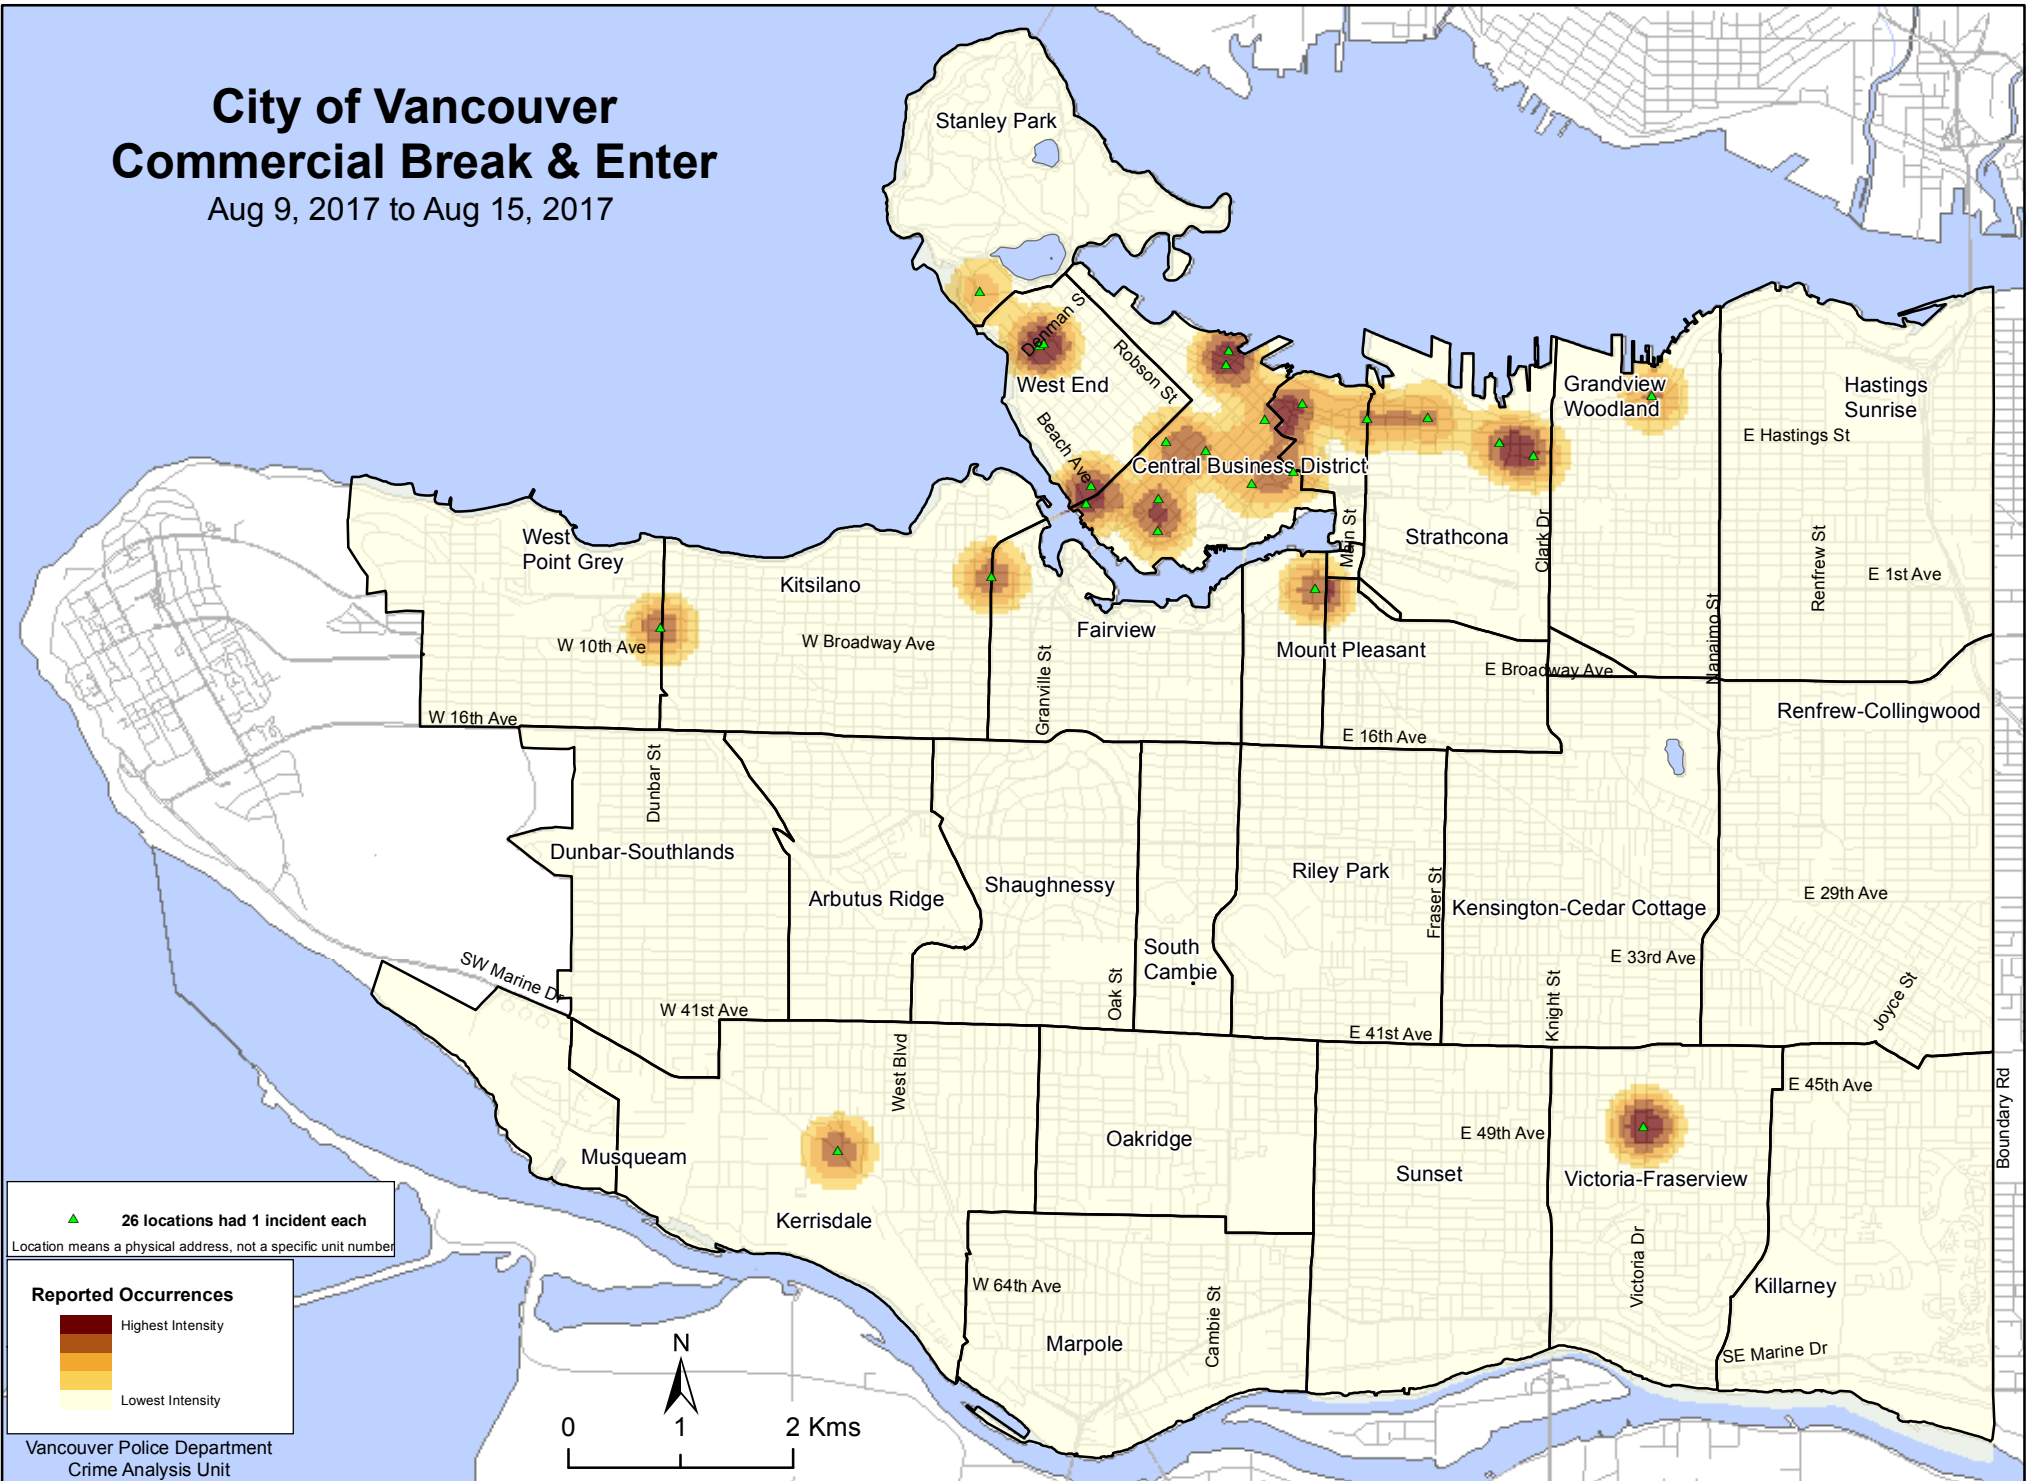 City of Vancouver
Commercial Break & Enter
Aug 9, 2017 to Aug 15, 2017
Stanley Park
Denman S
Robson St
West End
Beach Ave
Central Business District
Grandview
Woodland
Hastings
Sunrise
E Hastings St
West
Point Grey
Kitsilano
Main St
Strathcona
Clark Dr
Renfrew St
E 1st Ave
Nanaimo St
W 10th Ave
W Broadway Ave
Fairview
Granville St
Mount Pleasant
E Broadway Ave
W 16th Ave
E 16th Ave
Renfrew-Collingwood
Dunbar St
Dunbar-Southlands
Arbutus Ridge
Shaughnessy
Riley Park
Fraser St
Kensington-Cedar Cottage
E 29th Ave
South
Cambie
E 33rd Ave
SW Marine Dr
W 41st Ave
Oak St
E 41st Ave
Knight St
Joyce St
West Blvd
E 45th Ave
Boundary Rd
Musqueam
Oakridge
E 49th Ave
Sunset
Victoria-Fraserview
Kerrisdale
Victoria Dr
W 64th Ave
Cambie St
Killarney
Marpole
SE Marine Dr
26 locations had 1 incident each
Location means a physical address, not a specific unit number
Reported Occurrences
Highest Intensity
Lowest Intensity
N
0 1 2 Kms
Vancouver Police Department
Crime Analysis Unit